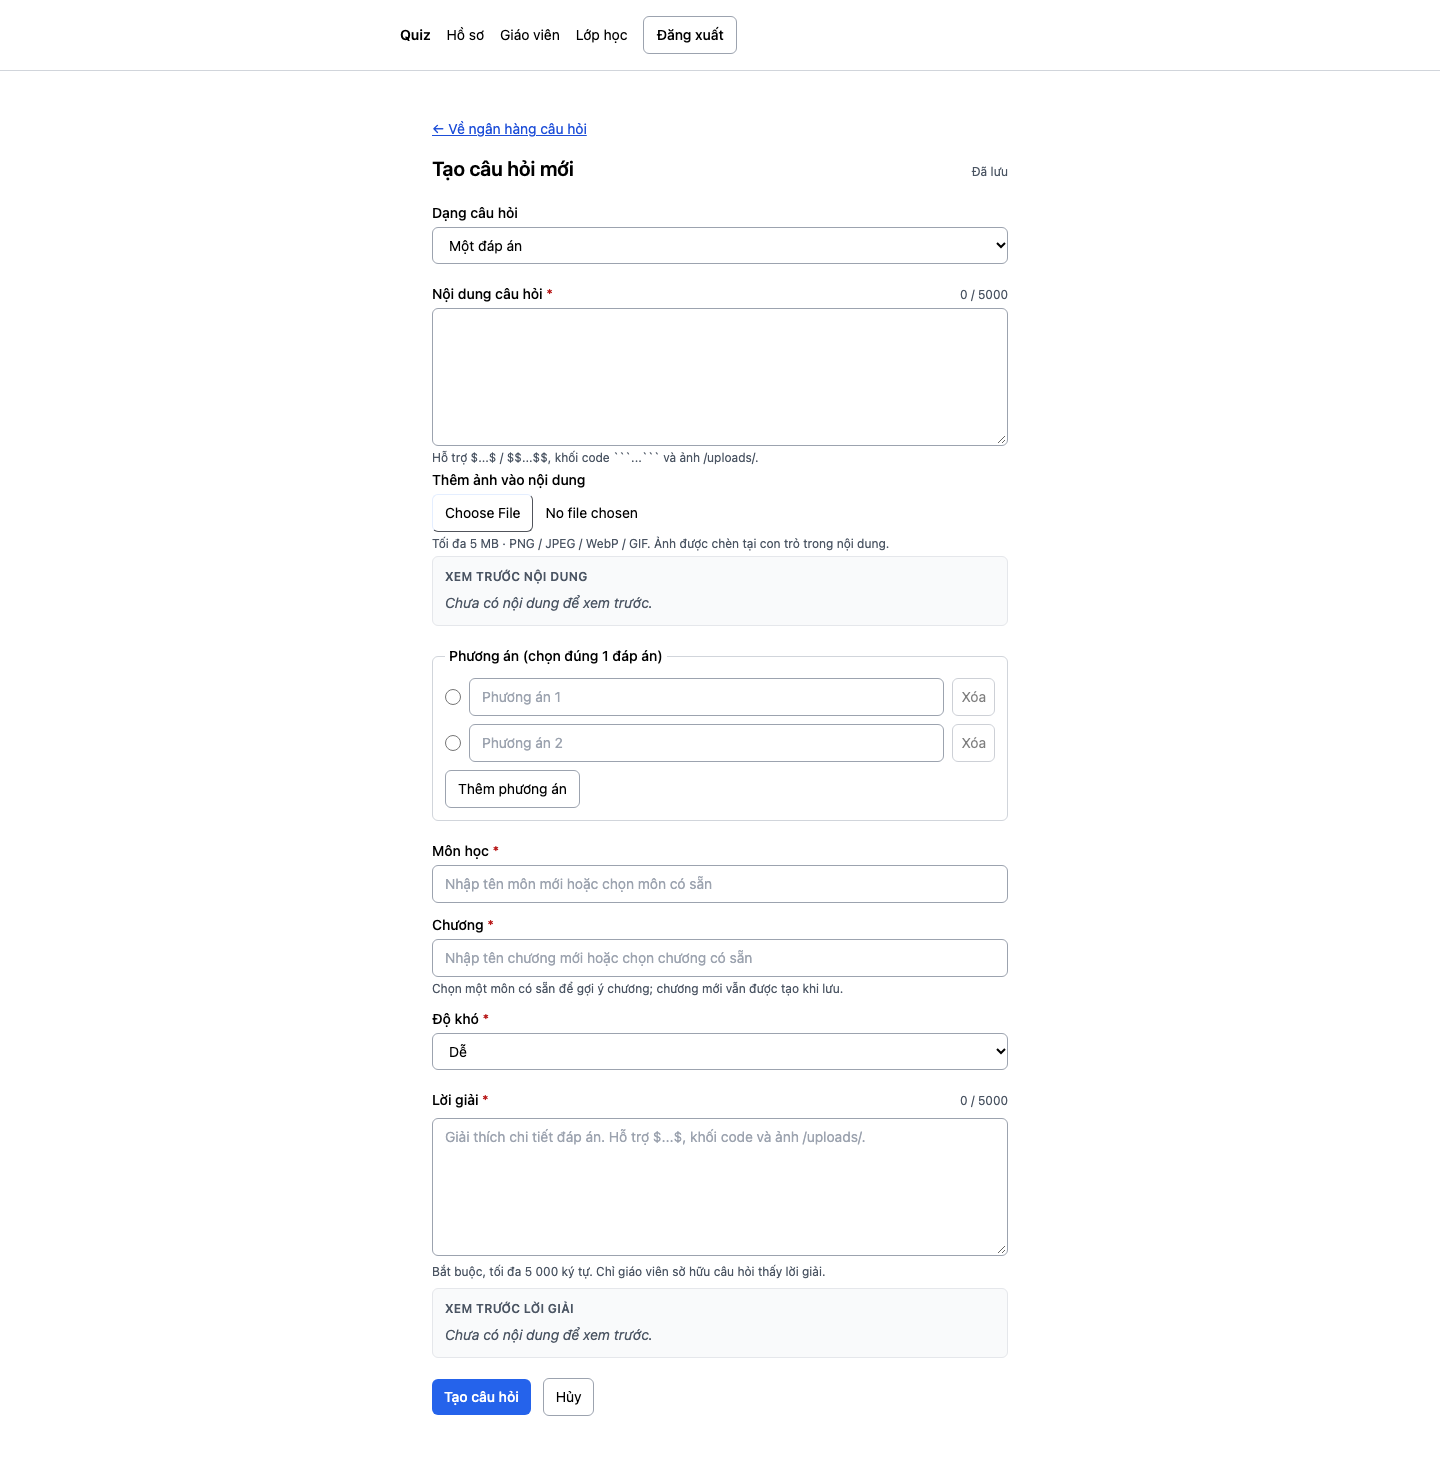 Quiz Hồ sơ Giáo viên Lớp học Đăng xuất
← Về ngân hàng câu hỏi
Tạo câu hỏi mới Đã lưu
Dạng câu hỏi
Một đáp án
Nội dung câu hỏi * 0 / 5000
Hỗ trợ $...$ / $$...$$, khối code ```...``` và ảnh /uploads/.
Thêm ảnh vào nội dung
Choose File No file chosen
Tối đa 5 MB · PNG / JPEG / WebP / GIF. Ảnh được chèn tại con trỏ trong nội dung.
XEM TRƯỚC NỘI DUNG
Chưa có nội dung để xem trước.
Phương án (chọn đúng 1 đáp án)
Phương án 1 Xóa
Phương án 2 Xóa
Thêm phương án
Môn học *
Nhập tên môn mới hoặc chọn môn có sẵn
Chương *
Nhập tên chương mới hoặc chọn chương có sẵn
Chọn một môn có sẵn để gợi ý chương; chương mới vẫn được tạo khi lưu.
Độ khó *
Dễ
Lời giải * 0 / 5000
Giải thích chi tiết đáp án. Hỗ trợ $...$, khối code và ảnh /uploads/.
Bắt buộc, tối đa 5 000 ký tự. Chỉ giáo viên sở hữu câu hỏi thấy lời giải.
XEM TRƯỚC LỜI GIẢI
Chưa có nội dung để xem trước.
Tạo câu hỏi Hủy